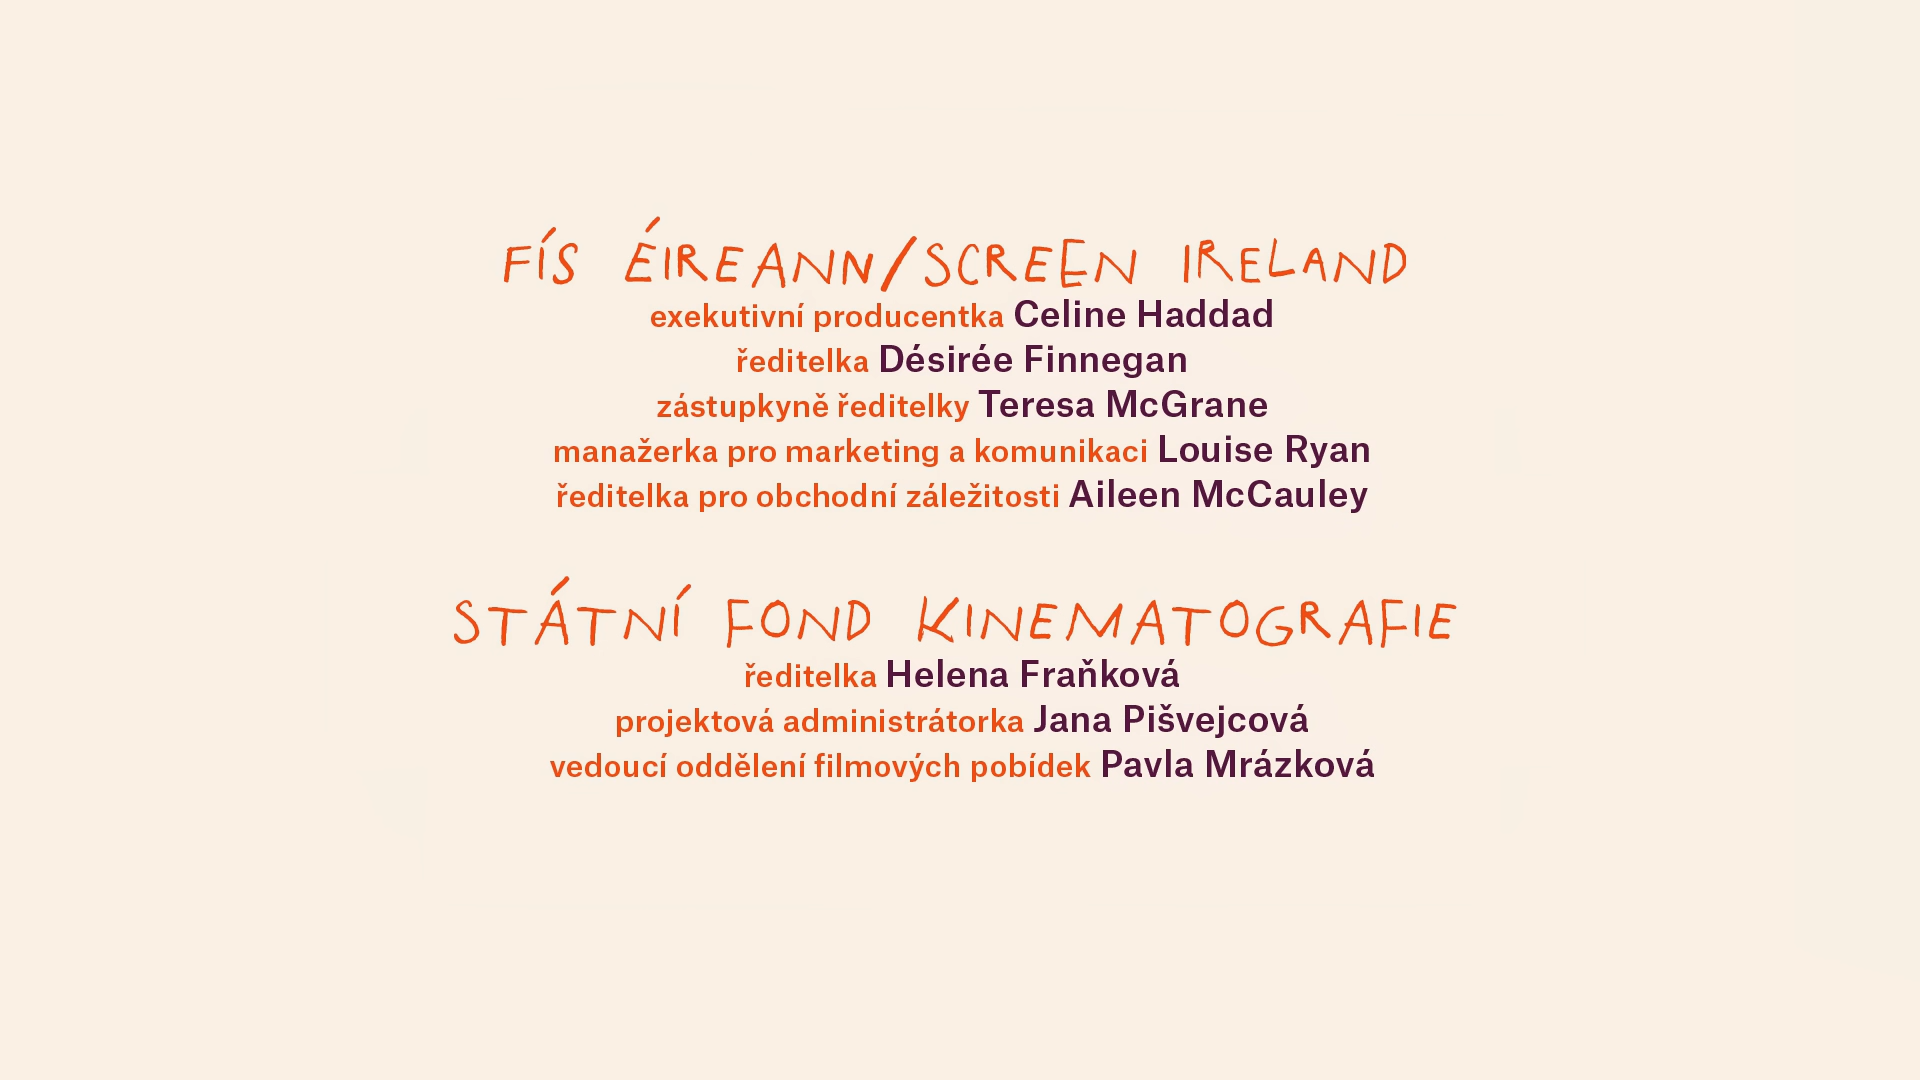 FÍS ÉIREANN/SCREEN IRELAND
exekutivní producentka Celine Haddad
ředitelka Désirée Finnegan
zástupkyně ředitelky Teresa McGrane
manažerka pro marketing a komunikaci Louise Ryan
ředitelka pro obchodní záležitosti Aileen McCauley
STÁTNÍ FOND KINEMATOGRAFIE
ředitelka Helena Fraňková
projektová administrátorka Jana Pišvejcová
vedoucí oddělení filmových pobídek Pavla Mrázková